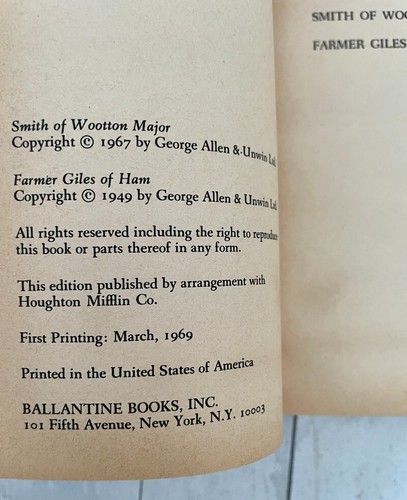 Smith of Wootton Major
Copyright © 1967 by George Allen & Unwin Ltd.
Farmer Giles of Ham
Copyright © 1949 by George Allen & Unwin Ltd.
All rights reserved including the right to reproduce
this book or parts thereof in any form.
This edition published by arrangement with
Houghton Mifflin Co.
First Printing: March, 1969
Printed in the United States of America
BALLANTINE BOOKS, INC.
101 Fifth Avenue, New York, N.Y. 10003
SMITH OF
FARMER GILES